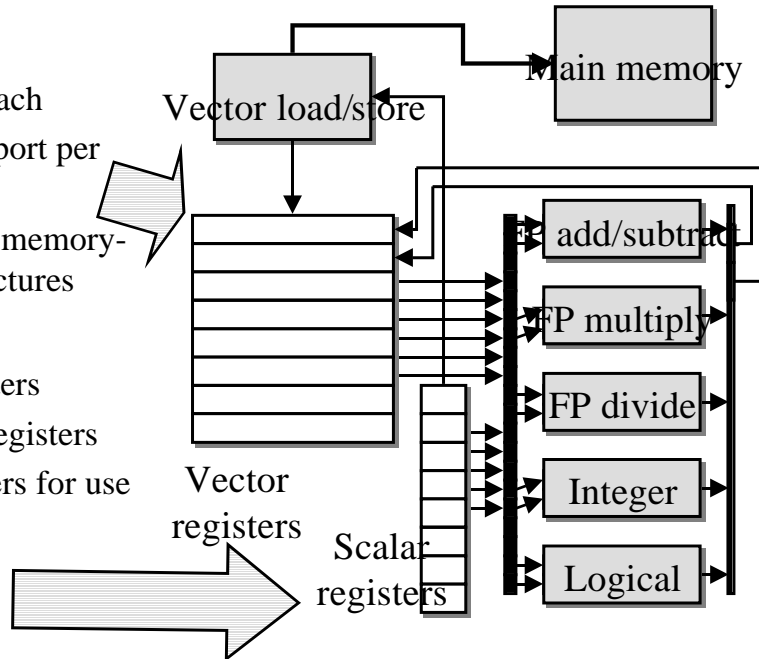 ach
port per
memory-
ctures
ers
egisters
ers for use
Main memory
Vector load/store
FP add/subtract
FP multiply
FP divide
Integer
Logical
Vector
registers
Scalar
registers